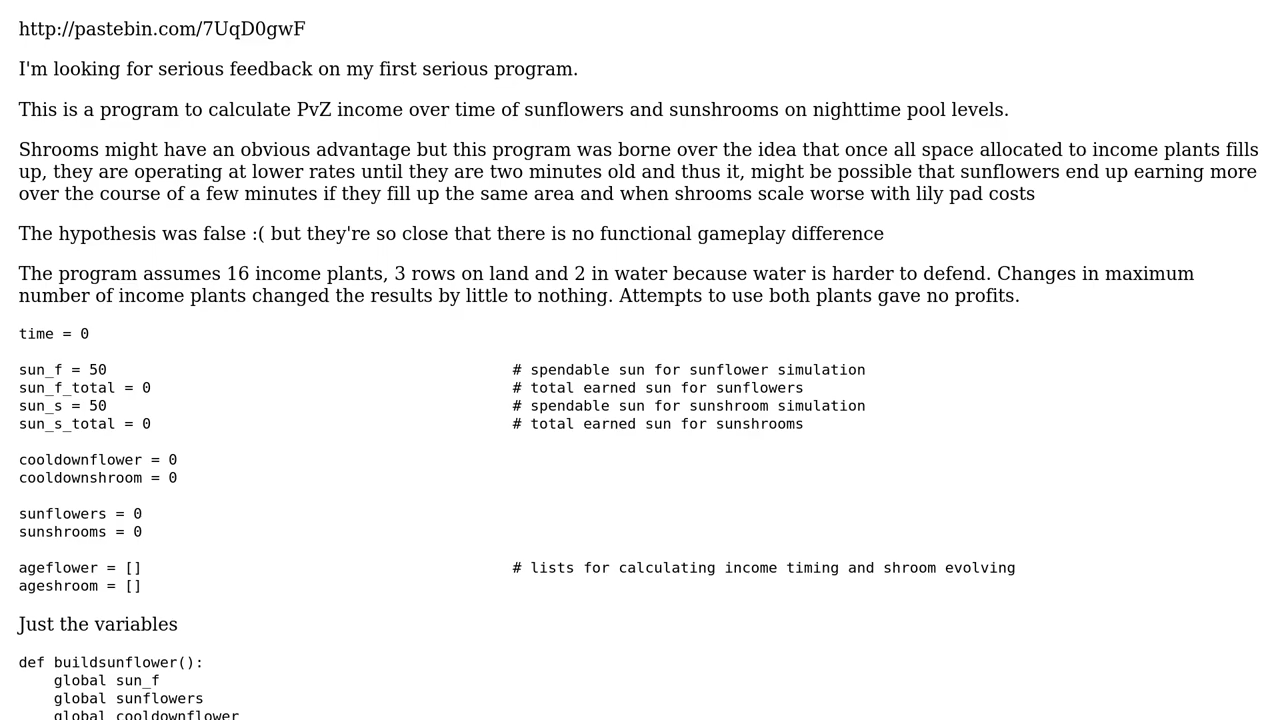 http://pastebin.com/7UqD0gwF
I'm looking for serious feedback on my first serious program.
This is a program to calculate PvZ income over time of sunflowers and sunshrooms on nighttime pool levels.
Shrooms might have an obvious advantage but this program was borne over the idea that once all space allocated to income plants fills
up, they are operating at lower rates until they are two minutes old and thus it, might be possible that sunflowers end up earning more
over the course of a few minutes if they fill up the same area and when shrooms scale worse with lily pad costs
The hypothesis was false :( but they're so close that there is no functional gameplay difference
The program assumes 16 income plants, 3 rows on land and 2 in water because water is harder to defend. Changes in maximum
number of income plants changed the results by little to nothing. Attempts to use both plants gave no profits.
time = 0
sun_f = 50 # spendable sun for sunflower simulation
sun_f_total = 0 # total earned sun for sunflowers
sun_s = 50 # spendable sun for sunshroom simulation
sun_s_total = 0 # total earned sun for sunshrooms
cooldownflower = 0
cooldownshroom = 0
sunflowers = 0
sunshrooms = 0
ageflower = [] # lists for calculating income timing and shroom evolving
ageshroom = []
Just the variables
def buildsunflower():
    global sun_f
    global sunflowers
    global cooldownflower